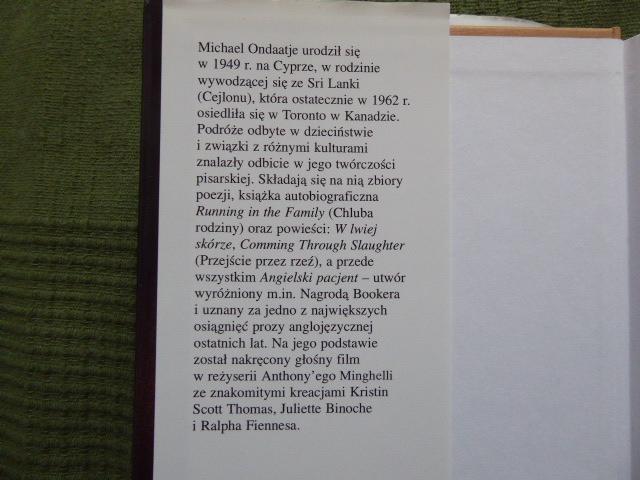 Michael Ondaatje urodził się
w 1949 r. na Cyprze, w rodzinie
wywodzącej się ze Sri Lanki
(Cejlonu), która ostatecznie w 1962 r.
osiedliła się w Toronto w Kanadzie.
Podróże odbyte w dzieciństwie
i związki z różnymi kulturami
znalazły odbicie w jego twórczości
pisarskiej. Składają się na nią zbiory
poezji, książka autobiograficzna
Running in the Family (Chluba
rodziny) oraz powieści: W lwiej
skórze, Comming Through Slaughter
(Przejście przez rzeź), a przede
wszystkim Angielski pacjent – utwór
wyróżniony m.in. Nagrodą Bookera
i uznany za jedno z największych
osiągnięć prozy anglojęzycznej
ostatnich lat. Na jego podstawie
został nakręcony głośny film
w reżyserii Anthony'ego Minghelli
ze znakomitymi kreacjami Kristin
Scott Thomas, Juliette Binoche
i Ralpha Fiennesa.